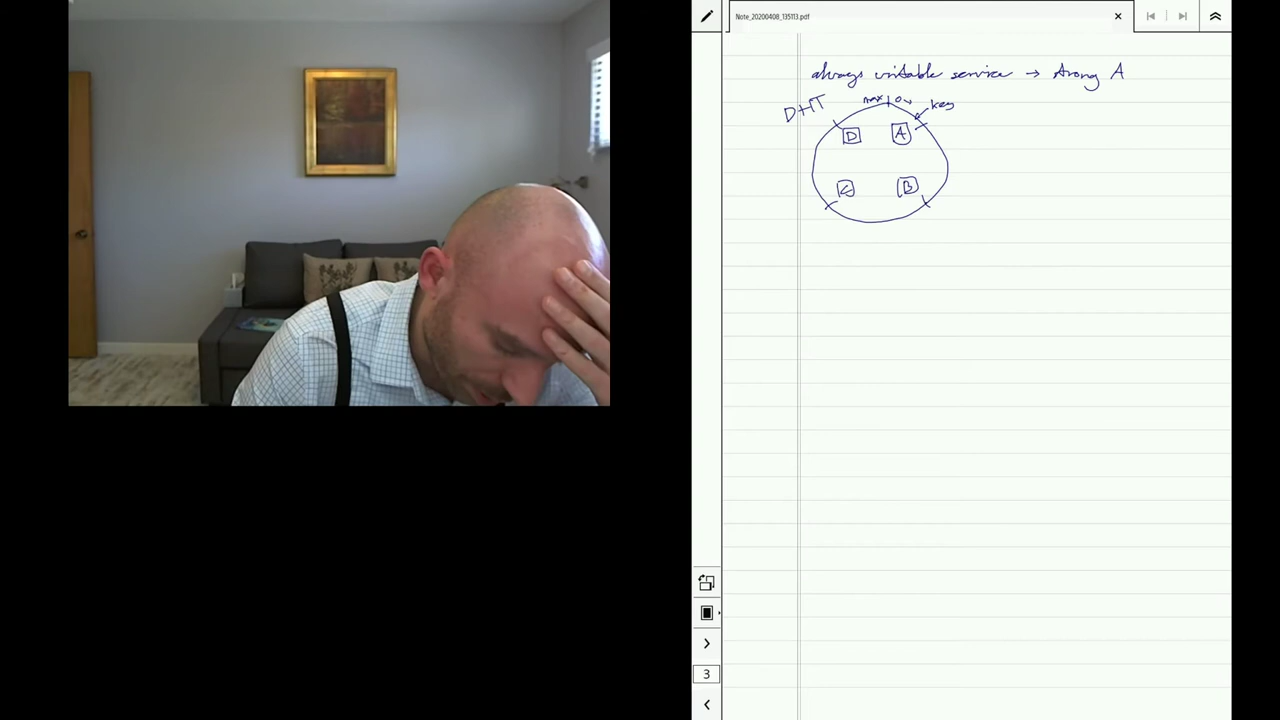 Note_20200408_135113.pdf
always writable service → strong A
DHT
max | 0
key
D
A
C
B
3